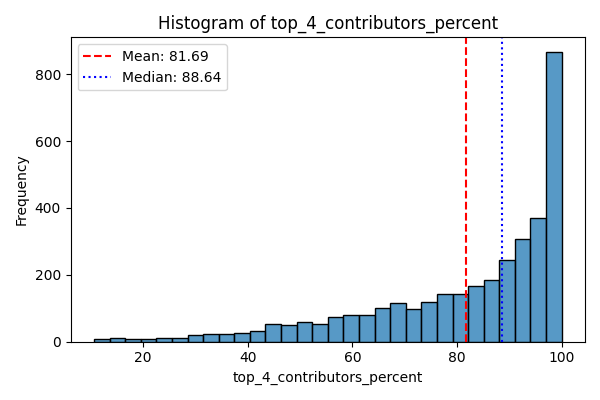 Histogram of top_4_contributors_percent
Mean: 81.69
Median: 88.64
Frequency
800
600
400
200
0
20 40 60 80 100
top_4_contributors_percent